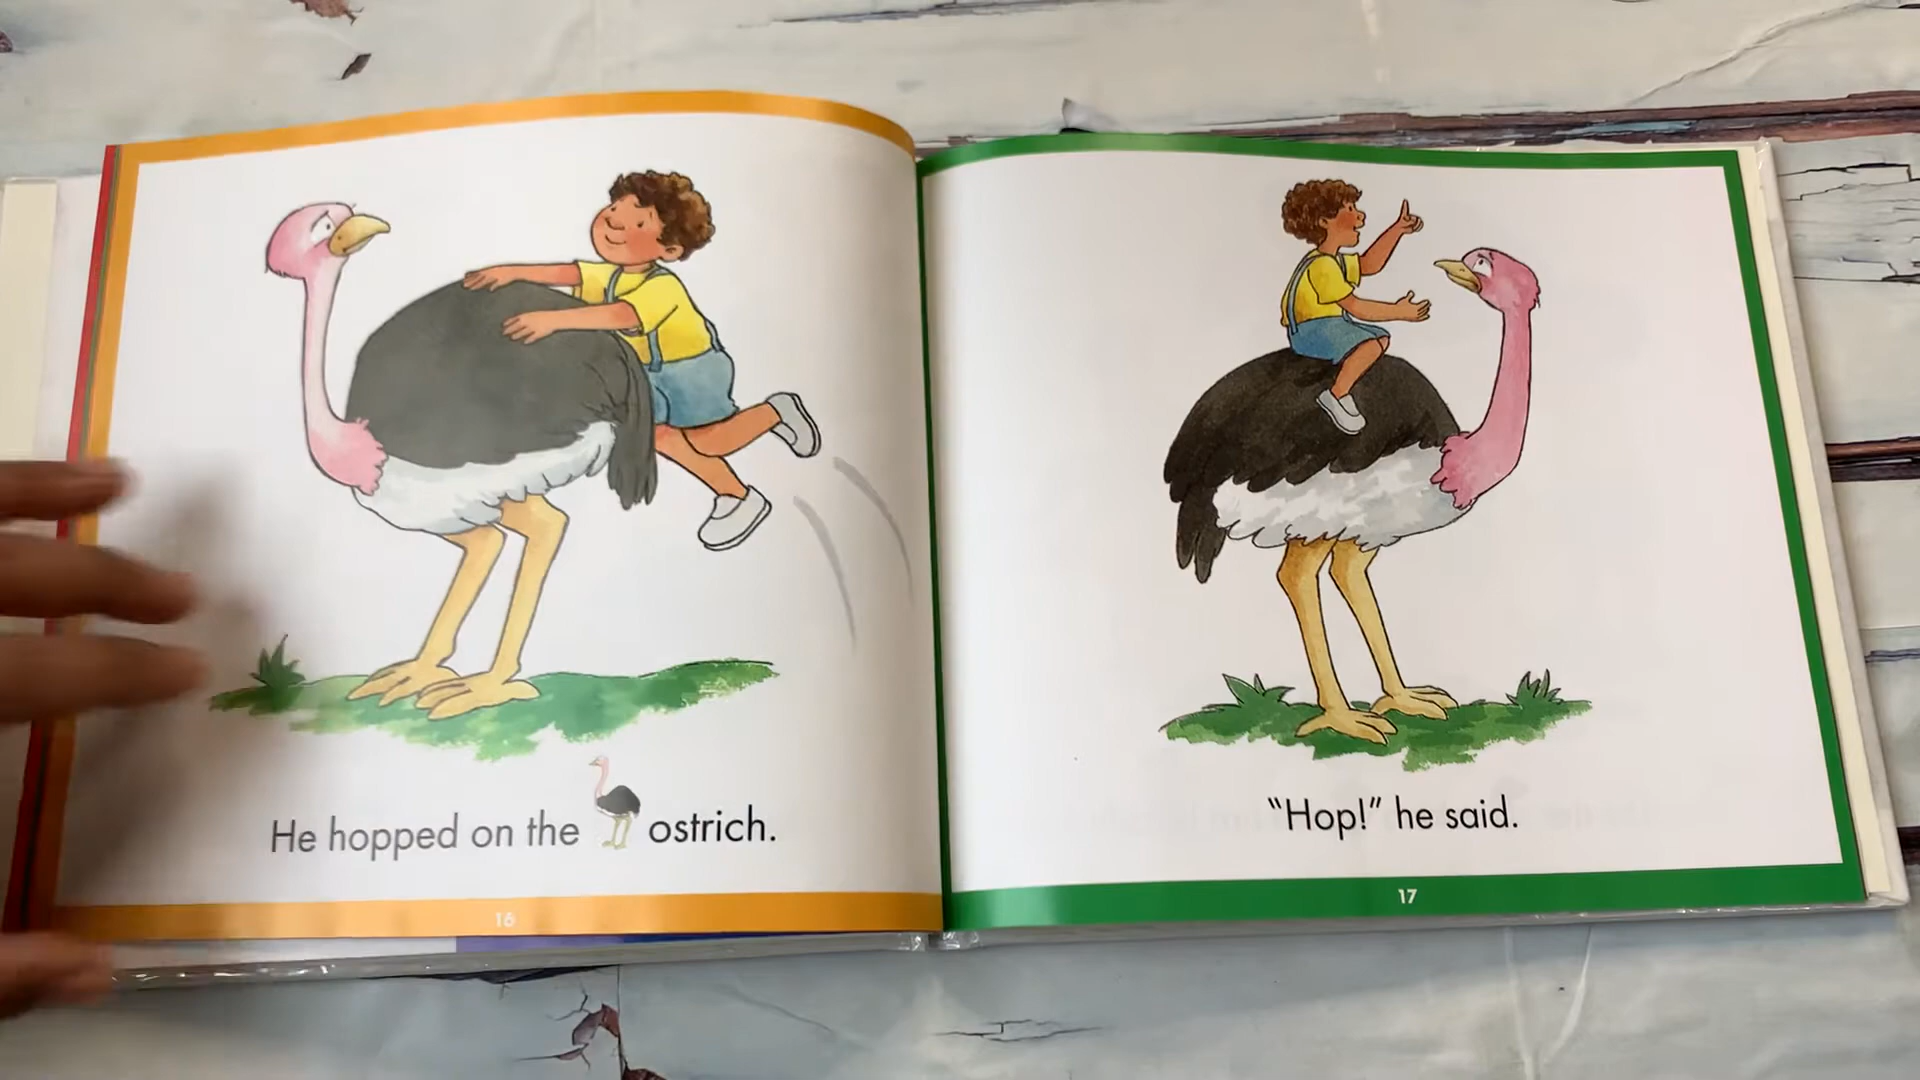 He hopped on the ostrich.
16
“Hop!” he said.
17